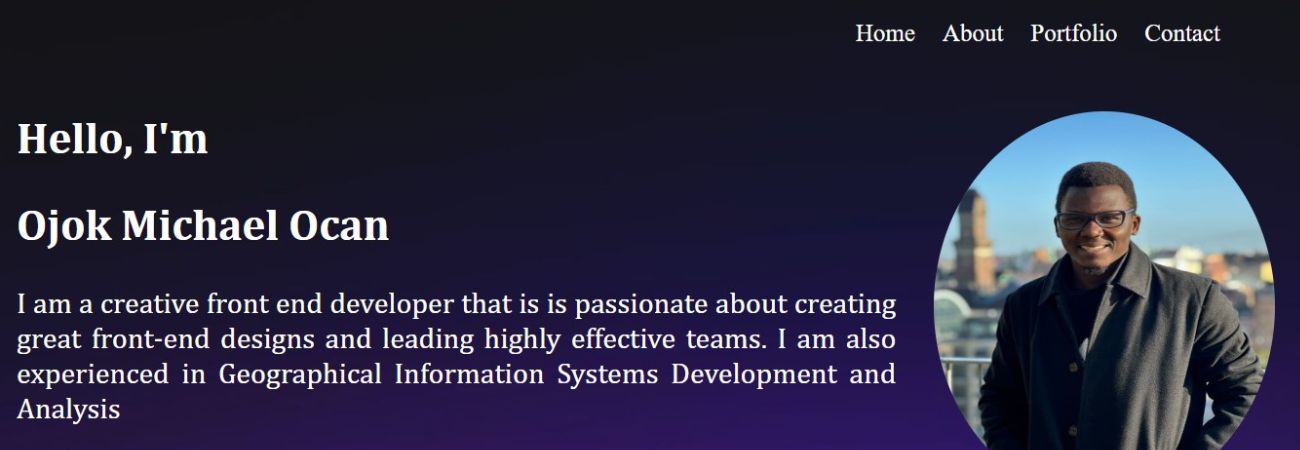 Home About Portfolio Contact
Hello, I'm
Ojok Michael Ocan
I am a creative front end developer that is is passionate about creating
great front-end designs and leading highly effective teams. I am also
experienced in Geographical Information Systems Development and
Analysis